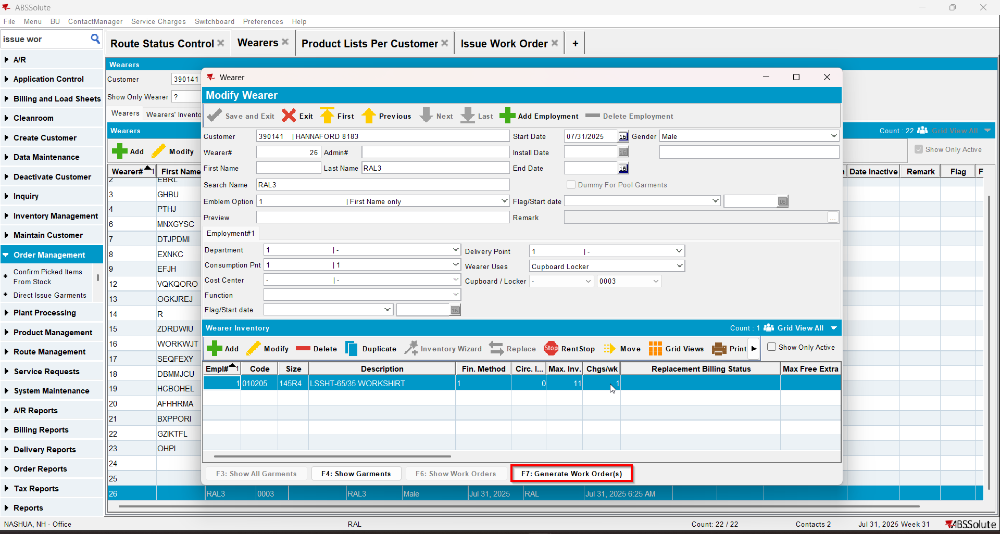 ABSSolute
File Menu BU ContactManager Service Charges Switchboard Preferences Help
issue wor
Route Status Control Wearers Product Lists Per Customer Issue Work Order +
A/R
Application Control
Billing and Load Sheets
Cleanroom
Create Customer
Data Maintenance
Deactivate Customer
Inquiry
Inventory Management
Maintain Customer
Order Management
Confirm Picked Items
From Stock
Direct Issue Garments
Plant Processing
Product Management
Route Management
Service Requests
System Maintenance
A/R Reports
Billing Reports
Delivery Reports
Order Reports
Tax Reports
Reports
Wearers
Customer 390141
Show Only Wearer ?
Wearers Wearers' Invento
Wearers Count : 22 Grid View All
Add Modify Show Only Active
Wearer# 1 First Name Date Inactive Remark Flag F
2 EBRL
3 GHBU
4 PTHJ
6 MNXGYSC
7 DTJPDMI
8 EXNKC
9 EFJH
12 VQKQORO
13 OGKJREJ
14 R
15 ZDRDWIU
16 WORKWJT
17 SEQFEXY
18 DBMMJCU
19 HCBOHEL
20 AFHHRMA
21 BXPPORI
22 GZIKTFL
23 OHPI
24
25
26 RAL3 0003 RAL3 Male Jul 31, 2025 RAL Jul 31, 2025 6:25 AM
Wearer
Modify Wearer
Save and Exit Exit First Previous Next Last Add Employment Delete Employment
Customer 390141 | HANNAFORD 8183 Start Date 07/31/2025 16 Gender Male
Wearer# 26 Admin# Install Date 16
First Name Last Name RAL3 End Date 16
Search Name RAL3 Dummy For Pool Garments
Emblem Option 1 | First Name only Flag/Start date 16
Preview Remark ...
Employment#1
Department 1 | - Delivery Point 1 | -
Consumption Pnt 1 | 1 Wearer Uses Cupboard Locker
Cost Center - | - Cupboard / Locker - 0003
Function
Flag/Start date 16
Wearer Inventory Count : 1 Grid View All
Add Modify Delete Duplicate Inventory Wizard Replace Stop RentStop Move Grid Views Print Show Only Active
Empl# 1 Code Size Description Fin. Method Circ. I... Max. Inv. Chgs/wk Replacement Billing Status Max Free Extra
1 010205 145R4 LSSHT-65/35 WORKSHIRT 1 0 11 1
F3: Show All Garments F4: Show Garments F6: Show Work Orders F7: Generate Work Order(s)
NASHUA, NH - Office RAL Count: 22 / 22 Contacts 2 Jul 31, 2025 Week 31 ABSSolute